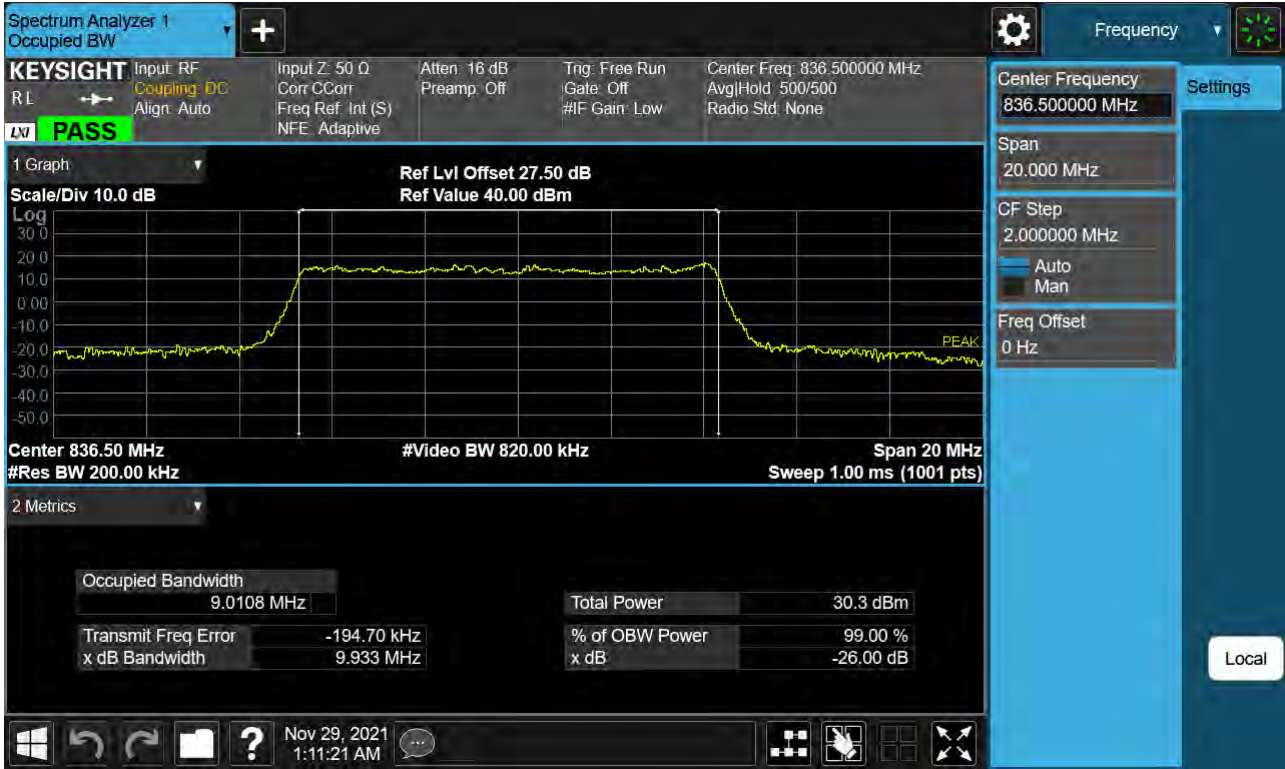 Spectrum Analyzer 1
Occupied BW
Frequency
KEYSIGHT
RL
LXI PASS
Input: RF
Coupling: DC
Align: Auto
Input Z: 50 Ω
Corr CCorr
Freq Ref: Int (S)
NFE: Adaptive
Atten: 16 dB
Preamp: Off
Trig: Free Run
Gate: Off
#IF Gain: Low
Center Freq: 836.500000 MHz
Avg|Hold: 500/500
Radio Std: None
Center Frequency
836.500000 MHz
Settings
Span
20.000 MHz
CF Step
2.000000 MHz
Auto
Man
Freq Offset
0 Hz
1 Graph
Scale/Div 10.0 dB
Ref Lvl Offset 27.50 dB
Ref Value 40.00 dBm
Log
30.0
20.0
10.0
0.00
-10.0
-20.0
-30.0
-40.0
-50.0
PEAK
Center 836.50 MHz
#Video BW 820.00 kHz
Span 20 MHz
#Res BW 200.00 kHz
Sweep 1.00 ms (1001 pts)
2 Metrics
Occupied Bandwidth
9.0108 MHz
Total Power 30.3 dBm
Transmit Freq Error -194.70 kHz
% of OBW Power 99.00 %
x dB Bandwidth 9.933 MHz
x dB -26.00 dB
Local
?
Nov 29, 2021
1:11:21 AM